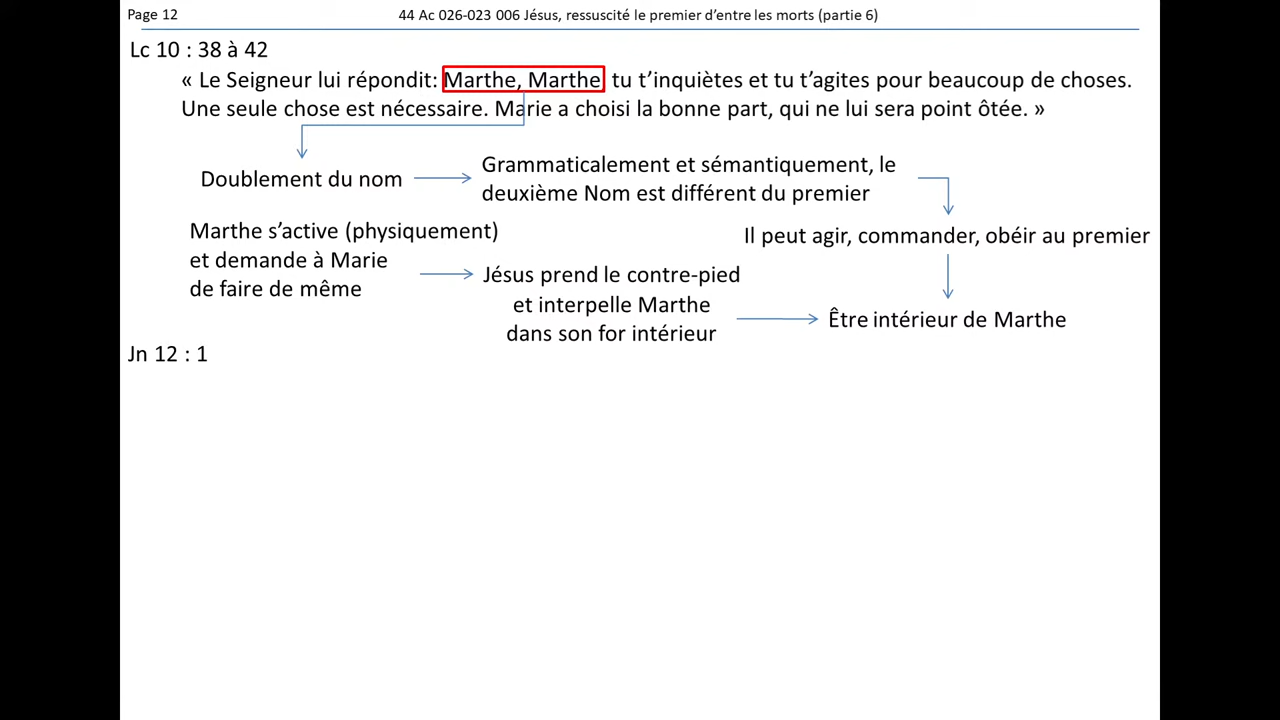 Page 12
44 Ac 026-023 006 Jésus, ressuscité le premier d’entre les morts (partie 6)
Lc 10 : 38 à 42
« Le Seigneur lui répondit: Marthe, Marthe, tu t’inquiètes et tu t’agites pour beaucoup de choses.
Une seule chose est nécessaire. Marie a choisi la bonne part, qui ne lui sera point ôtée. »
Doublement du nom
Grammaticalement et sémantiquement, le
deuxième Nom est différent du premier
Il peut agir, commander, obéir au premier
Marthe s’active (physiquement)
et demande à Marie
de faire de même
Jésus prend le contre-pied
et interpelle Marthe
dans son for intérieur
Être intérieur de Marthe
Jn 12 : 1